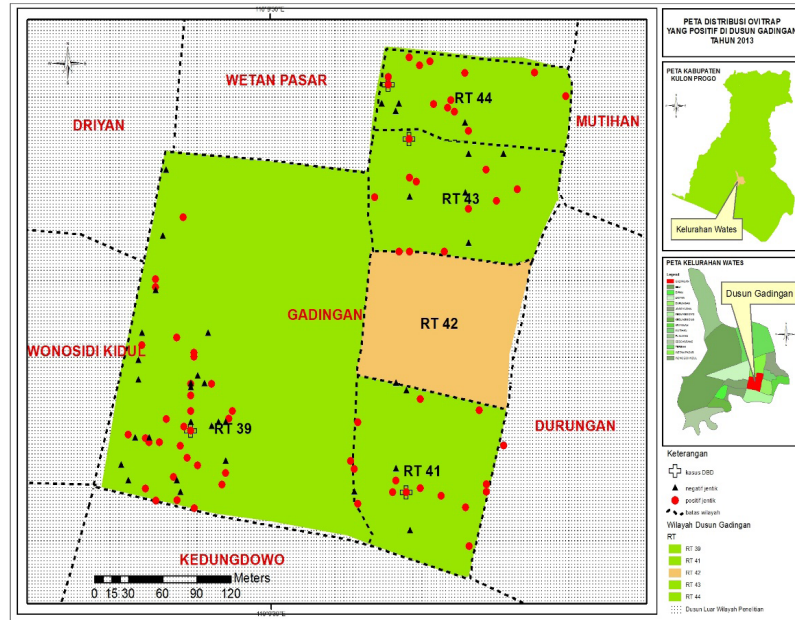 110°9'30"E
WETAN PASAR
DRIYAN
RT 44
MUTIHAN
RT 43
GADINGAN
RT 42
WONOSIDI KIDUL
RT 39
DURUNGAN
RT 41
KEDUNGDOWO
Meters
0 15 30 60 90 120
PETA DISTRIBUSI OVITRAP
YANG POSITIF DI DUSUN GADINGAN
TAHUN 2013
PETA KABUPATEN
KULON PROGO
Kelurahan Wates
PETA KELURAHAN WATES
Dusun Gadingan
Keterangan
kasus DBD
negatif jentik
positif jentik
batas wilayah
Wilayah Dusun Gadingan
RT
RT 39
RT 41
RT 42
RT 43
RT 44
Dusun Luar Wilayah Penelitian